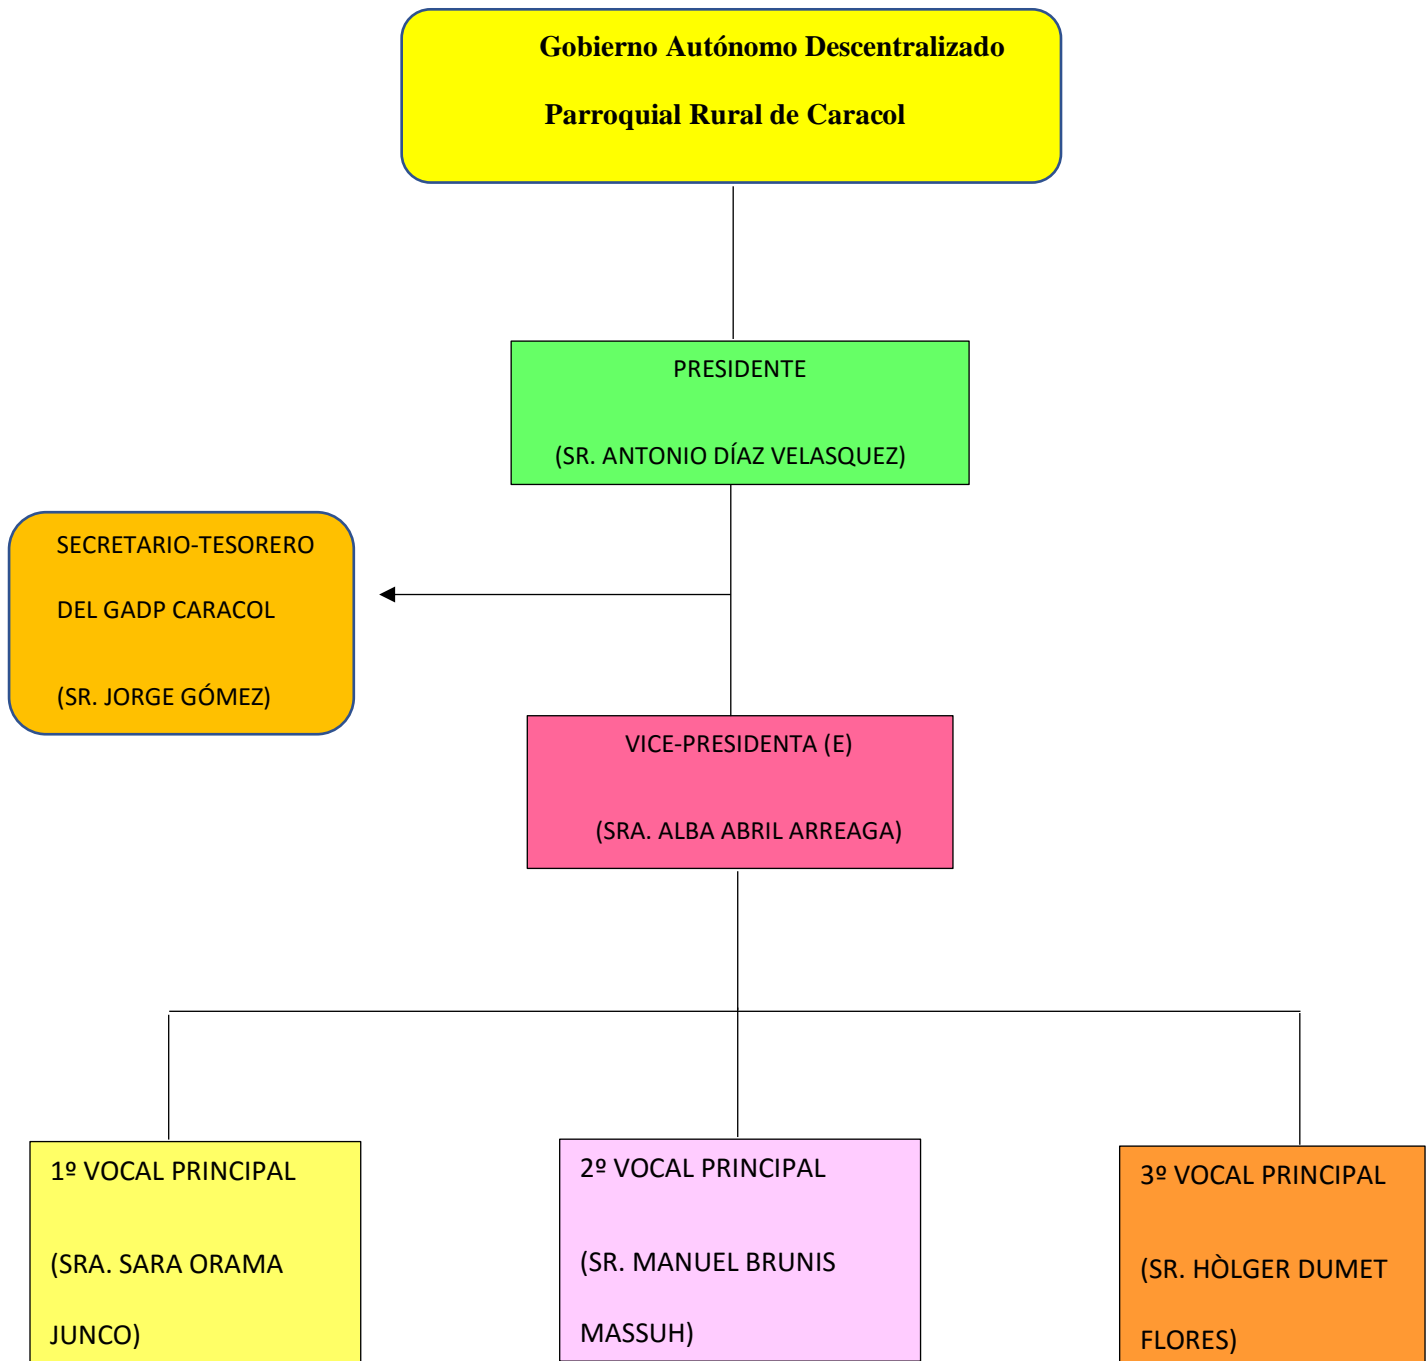 Gobierno Autónomo Descentralizado
Parroquial Rural de Caracol
PRESIDENTE
(SR. ANTONIO DÍAZ VELASQUEZ)
SECRETARIO-TESORERO
DEL GADP CARACOL
(SR. JORGE GÓMEZ)
VICE-PRESIDENTA (E)
(SRA. ALBA ABRIL ARREAGA)
1º VOCAL PRINCIPAL
(SRA. SARA ORAMA
JUNCO)
2º VOCAL PRINCIPAL
(SR. MANUEL BRUNIS
MASSUH)
3º VOCAL PRINCIPAL
(SR. HÒLGER DUMET
FLORES)